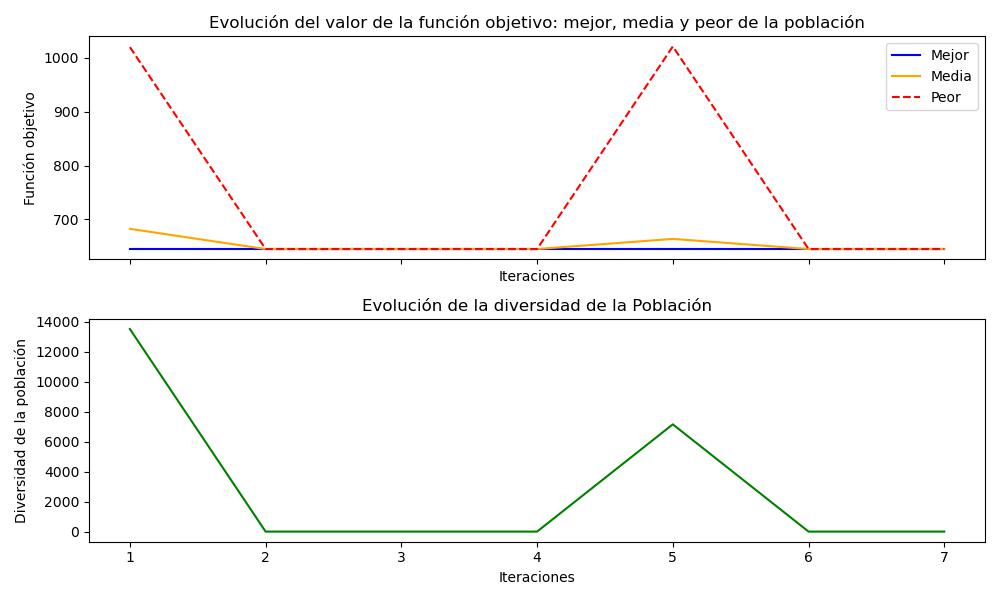 Evolución del valor de la función objetivo: mejor, media y peor de la población
Función objetivo
1000
900
800
700
Mejor
Media
Peor
Iteraciones
Evolución de la diversidad de la Población
Diversidad de la población
14000
12000
10000
8000
6000
4000
2000
0
1 2 3 4 5 6 7
Iteraciones